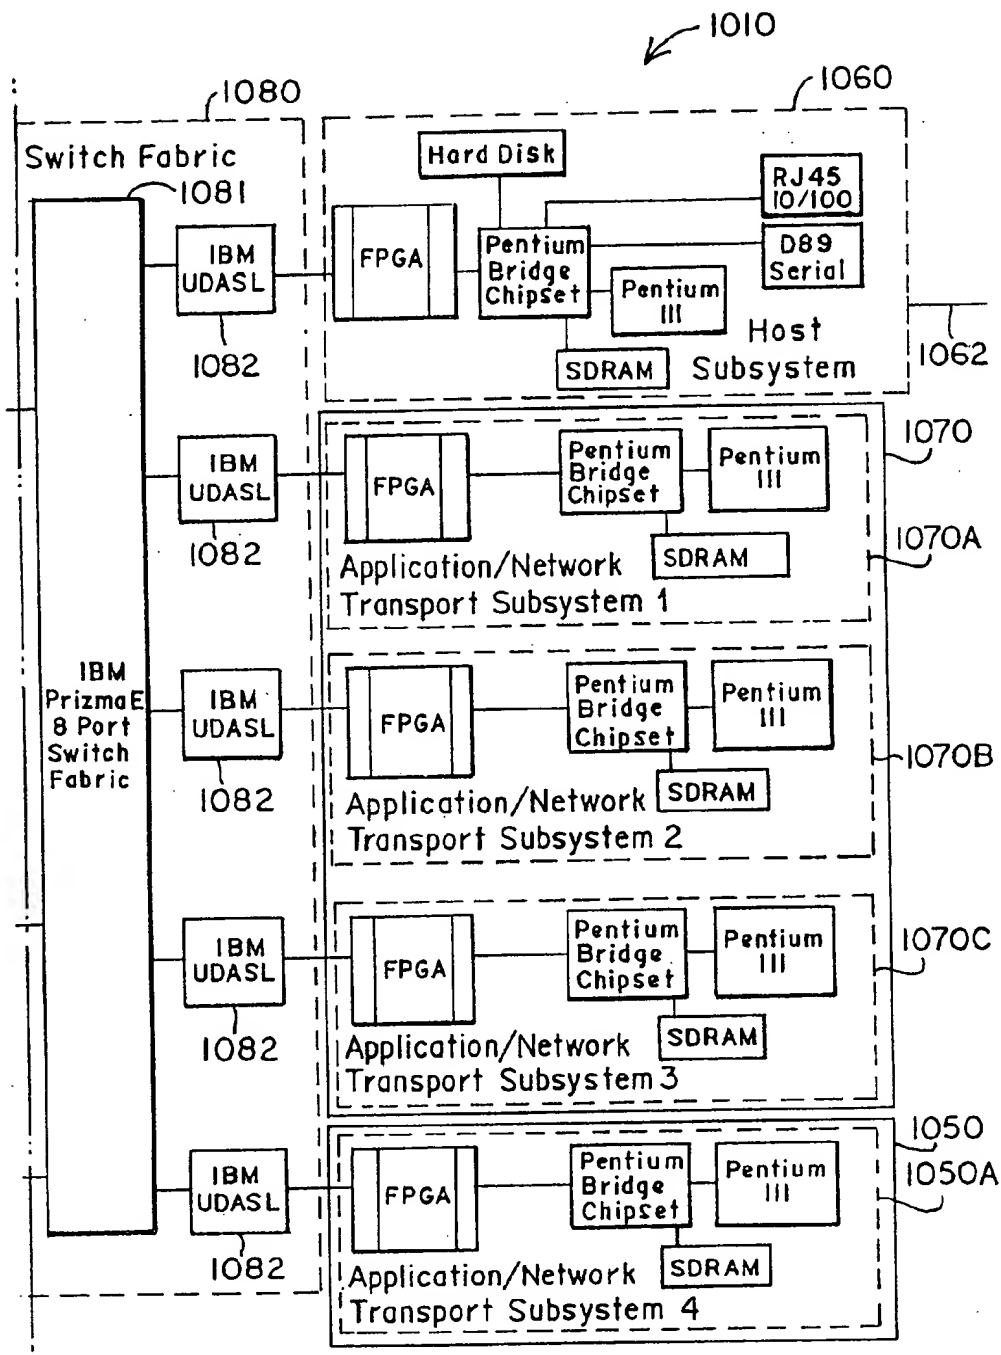 1010
1080
1060
Switch Fabric
1081
Hard Disk
RJ45
10/100
IBM
UDASL
FPGA
Pentium
Bridge
Chipset
D89
Serial
Pentium
III
1082
SDRAM
Host
Subsystem
1062
IBM
UDASL
1082
FPGA
Pentium
Bridge
Chipset
Pentium
III
SDRAM
1070
1070A
Application/Network
Transport Subsystem 1
IBM
PrizmaE
8 Port
Switch
Fabric
IBM
UDASL
1082
FPGA
Pentium
Bridge
Chipset
Pentium
III
SDRAM
1070B
Application/Network
Transport Subsystem 2
IBM
UDASL
1082
FPGA
Pentium
Bridge
Chipset
Pentium
III
SDRAM
1070C
Application/Network
Transport Subsystem 3
IBM
UDASL
1082
FPGA
Pentium
Bridge
Chipset
Pentium
III
SDRAM
1050
1050A
Application/Network
Transport Subsystem 4